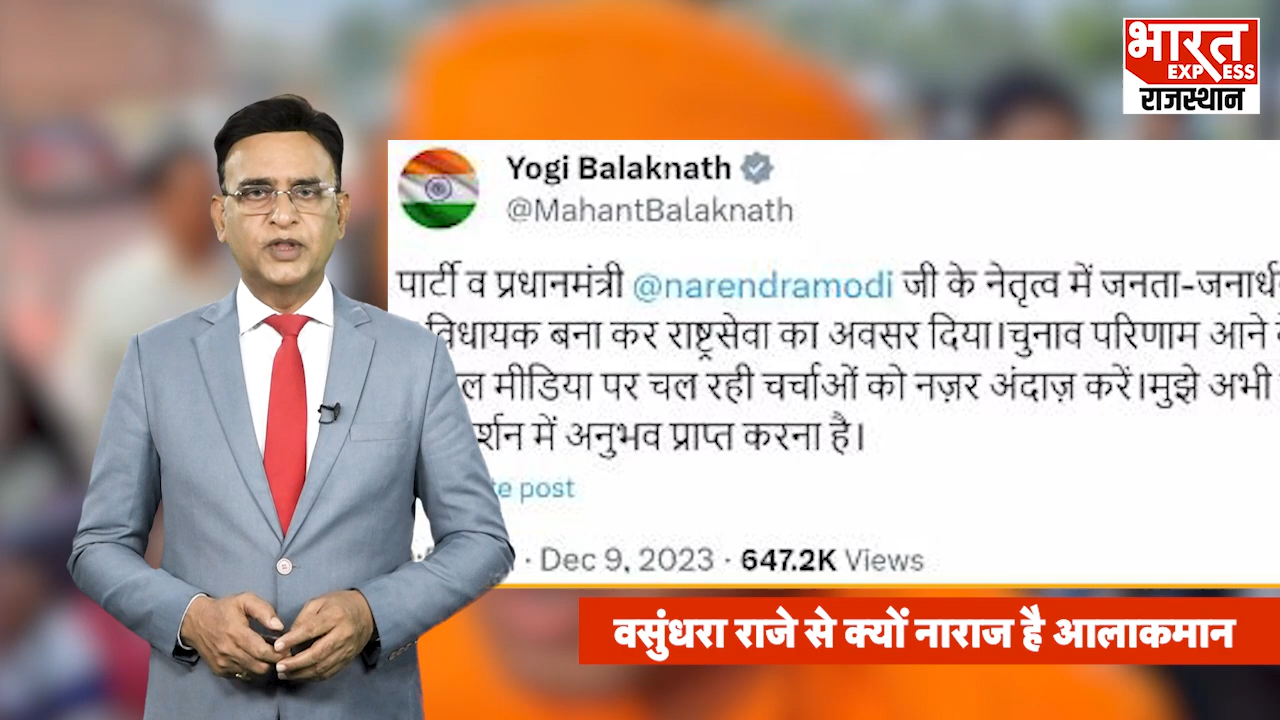 भारत
EXPRESS
राजस्थान
Yogi Balaknath
@MahantBalaknath
पार्टी व प्रधानमंत्री @narendramodi जी के नेतृत्व में जनता-जनार्ध
विधायक बना कर राष्ट्रसेवा का अवसर दिया।चुनाव परिणाम आने
मीडिया पर चल रही चर्चाओं को नज़र अंदाज़ करें।मुझे अभी
में अनुभव प्राप्त करना है।
post
· Dec 9, 2023 · 647.2K Views
वसुंधरा राजे से क्यों नाराज है आलाकमान